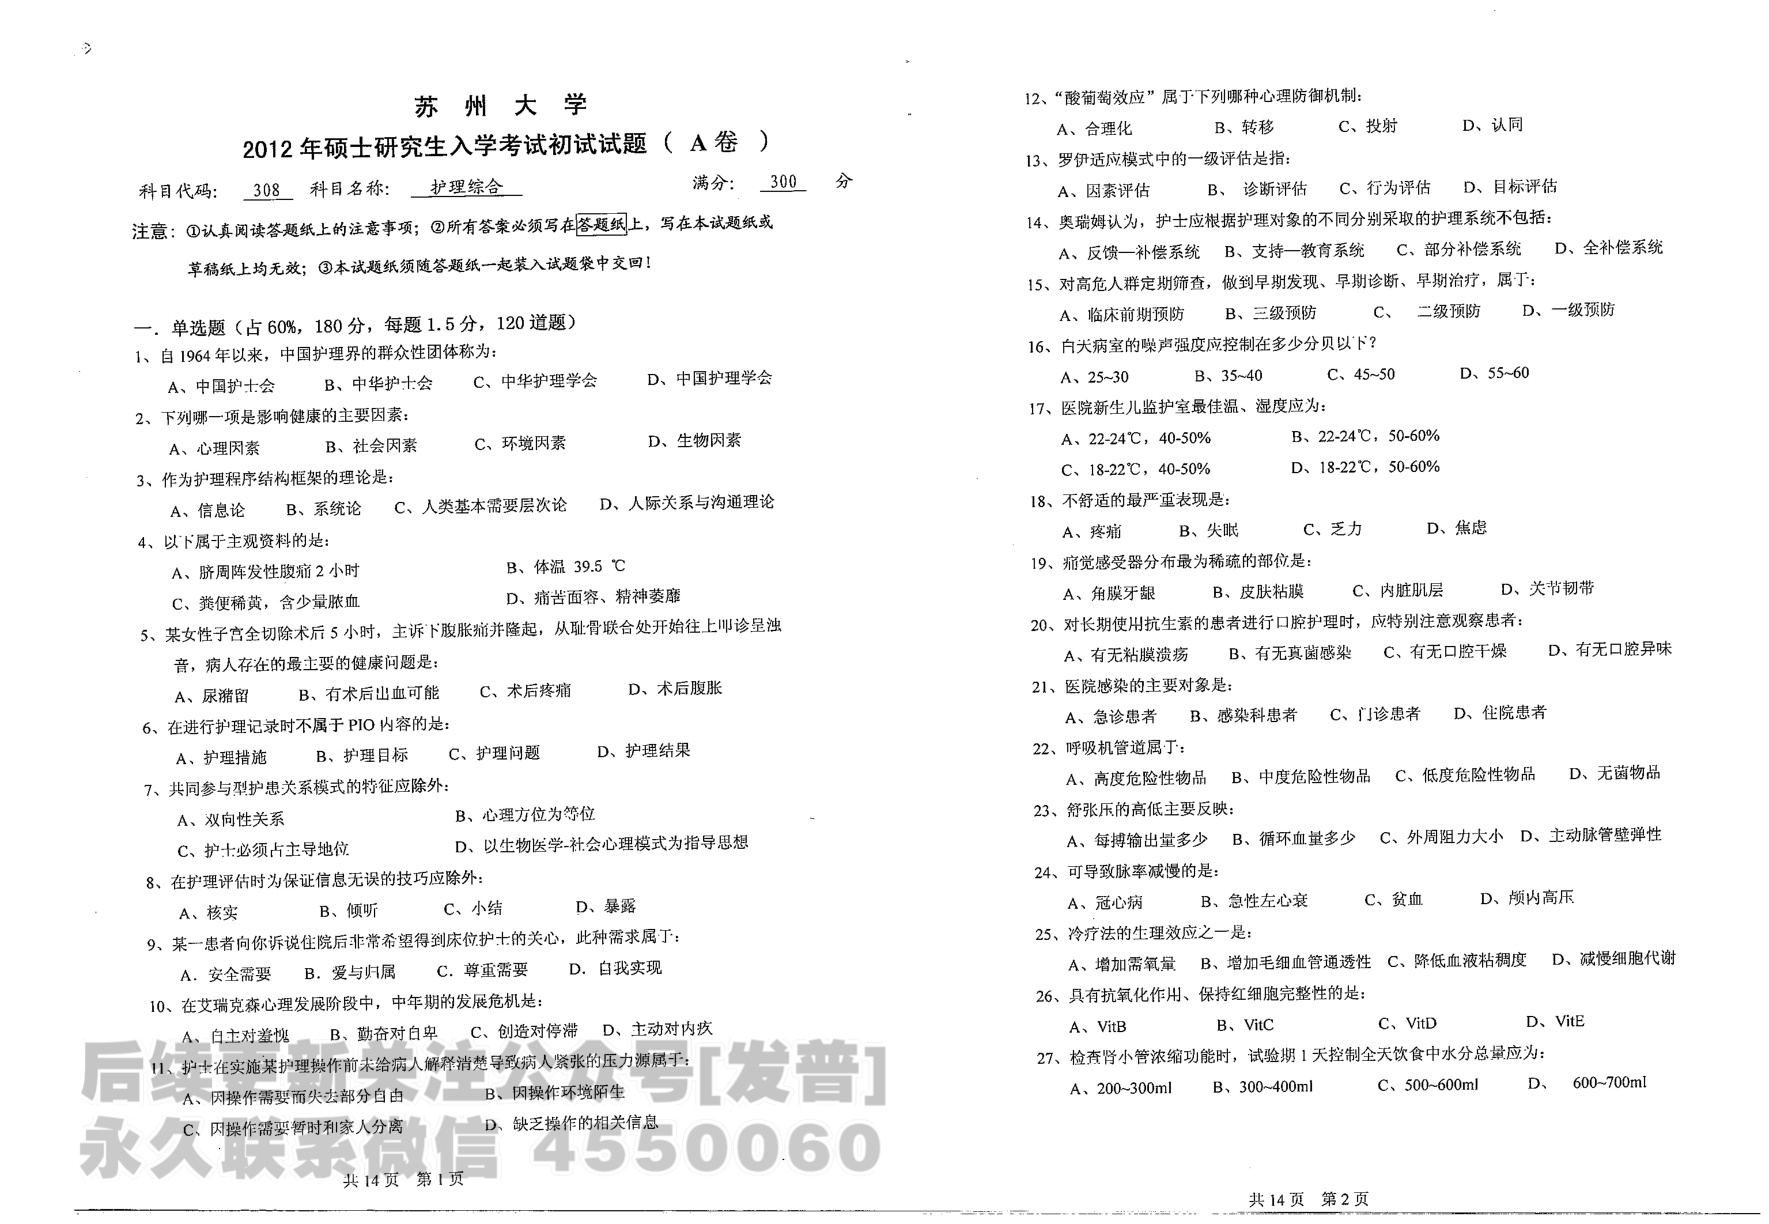 苏 州 大 学
2012 年硕士研究生入学考试初试试题（ A 卷 ）
科目代码： 308 科目名称： 护理综合 满分： 300 分
注意：①认真阅读答题纸上的注意事项；②所有答案必须写在答题纸上，写在本试题纸或
草稿纸上均无效；③本试题纸须随答题纸一起装入试题袋中交回！
一．单选题（占 60%，180 分，每题 1.5 分，120 道题）
1、自 1964 年以来，中国护理界的群众性团体称为：
A、中国护士会 B、中华护士会 C、中华护理学会 D、中国护理学会
2、下列哪一项是影响健康的主要因素：
A、心理因素 B、社会因素 C、环境因素 D、生物因素
3、作为护理程序结构框架的理论是：
A、信息论 B、系统论 C、人类基本需要层次论 D、人际关系与沟通理论
4、以下属于主观资料的是：
A、脐周阵发性腹痛 2 小时 B、体温 39.5 ℃
C、粪便稀黄，含少量脓血 D、痛苦面容、精神萎靡
5、某女性子宫全切除术后 5 小时，主诉下腹胀痛并隆起，从耻骨联合处开始往上叩诊呈浊
音，病人存在的最主要的健康问题是：
A、尿潴留 B、有术后出血可能 C、术后疼痛 D、术后腹胀
6、在进行护理记录时不属于 PIO 内容的是：
A、护理措施 B、护理目标 C、护理问题 D、护理结果
7、共同参与型护患关系模式的特征应除外：
A、双向性关系 B、心理方位为等位
C、护士必须占主导地位 D、以生物医学-社会心理模式为指导思想
8、在护理评估时为保证信息无误的技巧应除外：
A、核实 B、倾听 C、小结 D、暴露
9、某一患者向你诉说住院后非常希望得到床位护士的关心，此种需求属于：
A．安全需要 B．爱与归属 C．尊重需要 D．自我实现
10、在艾瑞克森心理发展阶段中，中年期的发展危机是：
A、自主对羞愧 B、勤奋对自卑 C、创造对停滞 D、主动对内疚
11、护士在实施某护理操作前未给病人解释清楚导致病人紧张的压力源属于：
A、因操作需要而失去部分自由 B、因操作环境陌生
C、因操作需要暂时和家人分离 D、缺乏操作的相关信息
后续更新关注公众号[发普]
永久联系微信 4550060
共 14 页 第 1 页
12、“酸葡萄效应”属于下列哪种心理防御机制：
A、合理化 B、转移 C、投射 D、认同
13、罗伊适应模式中的一级评估是指：
A、因素评估 B、 诊断评估 C、行为评估 D、目标评估
14、奥瑞姆认为，护士应根据护理对象的不同分别采取的护理系统不包括：
A、反馈—补偿系统 B、支持—教育系统 C、部分补偿系统 D、全补偿系统
15、对高危人群定期筛查，做到早期发现、早期诊断、早期治疗，属于：
A、临床前期预防 B、三级预防 C、 二级预防 D、一级预防
16、白天病室的噪声强度应控制在多少分贝以下？
A、25~30 B、35~40 C、45~50 D、55~60
17、医院新生儿监护室最佳温、湿度应为：
A、22-24℃，40-50% B、22-24℃，50-60%
C、18-22℃，40-50% D、18-22℃，50-60%
18、不舒适的最严重表现是：
A、疼痛 B、失眠 C、乏力 D、焦虑
19、痛觉感受器分布最为稀疏的部位是：
A、角膜牙龈 B、皮肤粘膜 C、内脏肌层 D、关节韧带
20、对长期使用抗生素的患者进行口腔护理时，应特别注意观察患者：
A、有无粘膜溃疡 B、有无真菌感染 C、有无口腔干燥 D、有无口腔异味
21、医院感染的主要对象是：
A、急诊患者 B、感染科患者 C、门诊患者 D、住院患者
22、呼吸机管道属于：
A、高度危险性物品 B、中度危险性物品 C、低度危险性物品 D、无菌物品
23、舒张压的高低主要反映：
A、每搏输出量多少 B、循环血量多少 C、外周阻力大小 D、主动脉管壁弹性
24、可导致脉率减慢的是：
A、冠心病 B、急性左心衰 C、贫血 D、颅内高压
25、冷疗法的生理效应之一是：
A、增加需氧量 B、增加毛细血管通透性 C、降低血液粘稠度 D、减慢细胞代谢
26、具有抗氧化作用、保持红细胞完整性的是：
A、VitB B、VitC C、VitD D、VitE
27、检查肾小管浓缩功能时，试验期 1 天控制全天饮食中水分总量应为：
A、200~300ml B、300~400ml C、500~600ml D、 600~700ml
共 14 页 第 2 页